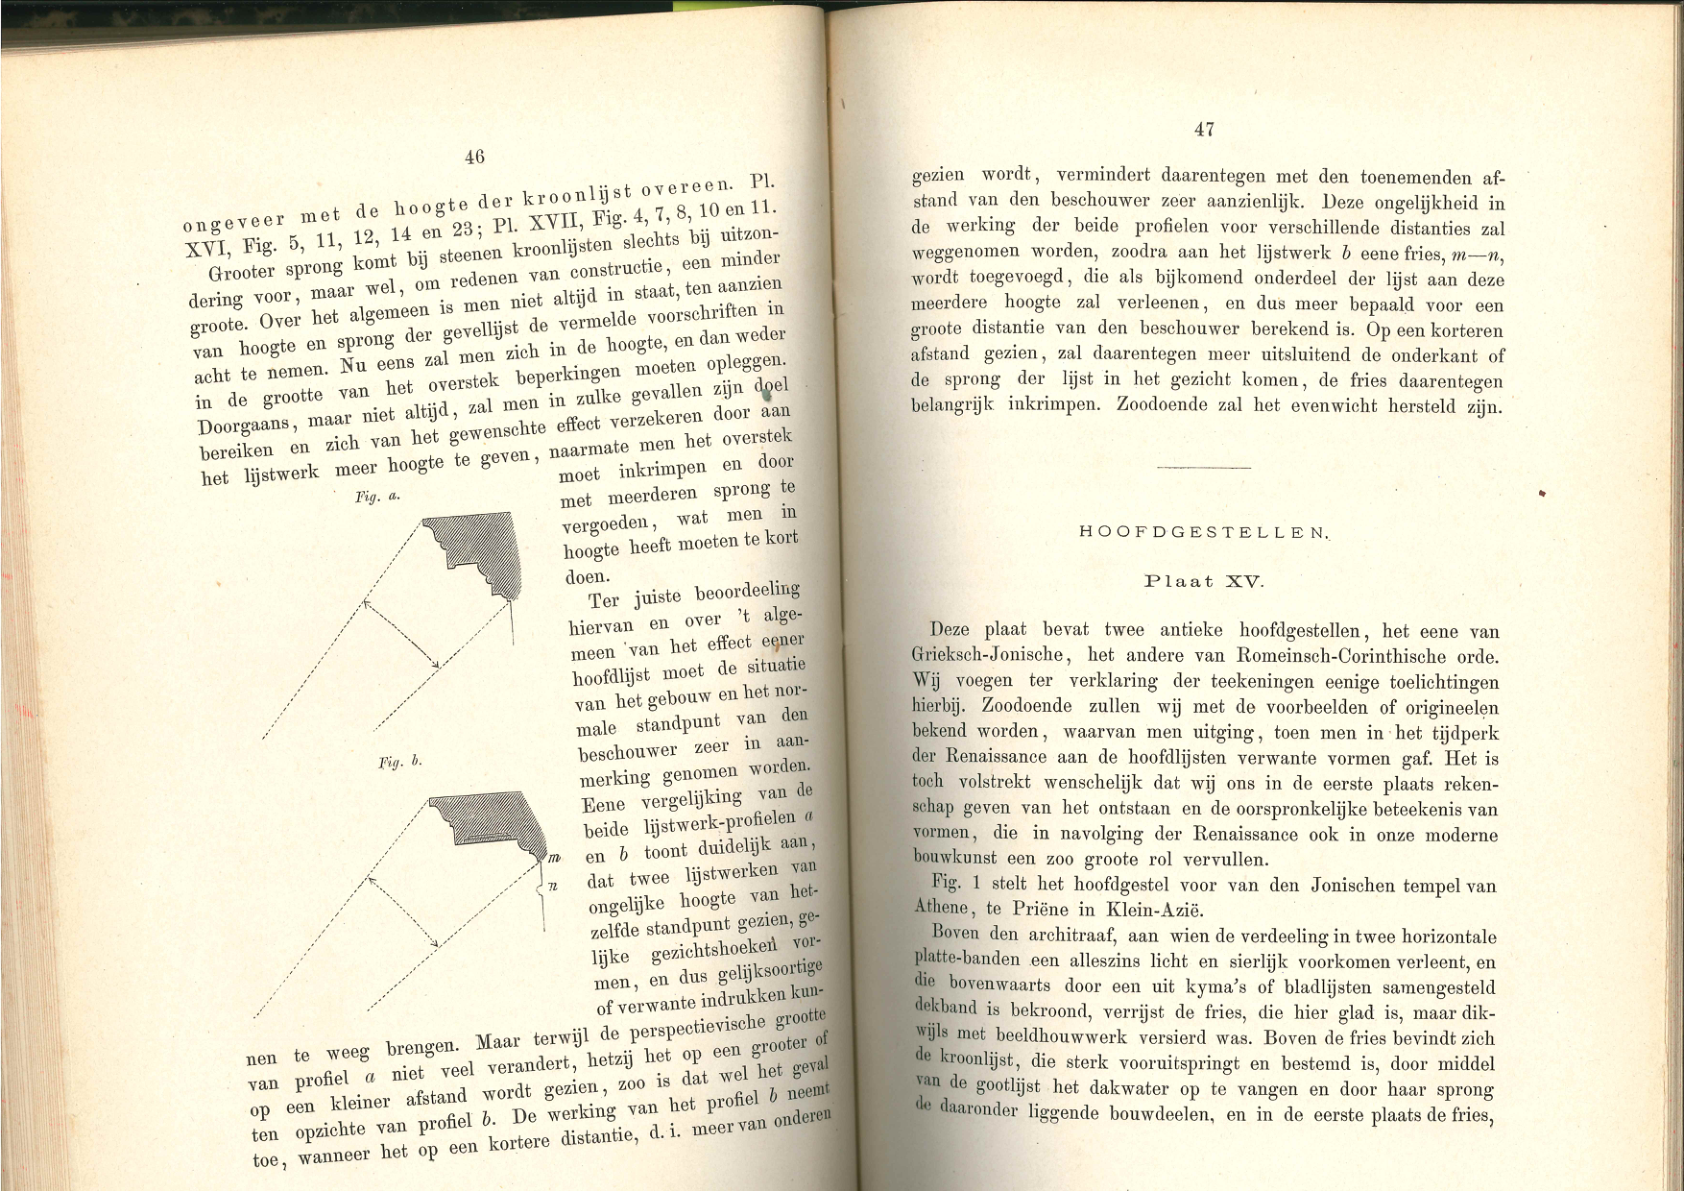 46
ongeveer met de hoogte der kroonlijst overeen. Pl.
XVI, Fig. 5, 11, 12, 14 en 23; Pl. XVII, Fig. 4, 7, 8, 10 en 11.
Grooter sprong komt bij steenen kroonlijsten slechts bij uitzon-
dering voor, maar wel, om redenen van constructie, een minder
groote. Over het algemeen is men niet altijd in staat, ten aanzien
van hoogte en sprong der gevellijst de vermelde voorschriften in
acht te nemen. Nu eens zal men zich in de hoogte, en dan weder
in de grootte van het overstek beperkingen moeten opleggen.
Doorgaans, maar niet altijd, zal men in zulke gevallen zijn doel
bereiken en zich van het gewenschte effect verzekeren door aan
het lijstwerk meer hoogte te geven, naarmate men het overstek
moet inkrimpen en door
met meerderen sprong te
vergoeden, wat men in
hoogte heeft moeten te kort
doen.
Fig. a.
Ter juiste beoordeeling
hiervan en over 't alge-
meen van het effect eener
hoofdlijst moet de situatie
van het gebouw en het nor-
male standpunt van den
beschouwer zeer in aan-
merking genomen worden.
Eene vergelijking van de
beide lijstwerk-profielen a
en b toont duidelijk aan,
dat twee lijstwerken van
ongelijke hoogte van het-
zelfde standpunt gezien, ge-
lijke gezichtshoeken vor-
men, en dus gelijksoortige
of verwante indrukken kun-
Fig. b.
m
n
nen te weeg brengen. Maar terwijl de perspectievische grootte
van profiel a niet veel verandert, hetzij het op een grooter of
op een kleiner afstand wordt gezien, zoo is dat wel het geval
ten opzichte van profiel b. De werking van het profiel b neemt
toe, wanneer het op een kortere distantie, d. i. meer van onderen
47
gezien wordt, vermindert daarentegen met den toenemenden af-
stand van den beschouwer zeer aanzienlijk. Deze ongelijkheid in
de werking der beide profielen voor verschillende distanties zal
weggenomen worden, zoodra aan het lijstwerk b eene fries, m—n,
wordt toegevoegd, die als bijkomend onderdeel der lijst aan deze
meerdere hoogte zal verleenen, en dus meer bepaald voor een
groote distantie van den beschouwer berekend is. Op een korteren
afstand gezien, zal daarentegen meer uitsluitend de onderkant of
de sprong der lijst in het gezicht komen, de fries daarentegen
belangrijk inkrimpen. Zoodoende zal het evenwicht hersteld zijn.
HOOFDGESTELLEN.
Plaat XV.
Deze plaat bevat twee antieke hoofdgestellen, het eene van
Grieksch-Jonische, het andere van Romeinsch-Corinthische orde.
Wij voegen ter verklaring der teekeningen eenige toelichtingen
hierbij. Zoodoende zullen wij met de voorbeelden of origineelen
bekend worden, waarvan men uitging, toen men in het tijdperk
der Renaissance aan de hoofdlijsten verwante vormen gaf. Het is
toch volstrekt wenschelijk dat wij ons in de eerste plaats reken-
schap geven van het ontstaan en de oorspronkelijke beteekenis van
vormen, die in navolging der Renaissance ook in onze moderne
bouwkunst een zoo groote rol vervullen.
Fig. 1 stelt het hoofdgestel voor van den Jonischen tempel van
Athene, te Priëne in Klein-Azië.
Boven den architraaf, aan wien de verdeeling in twee horizontale
platte-banden een alleszins licht en sierlijk voorkomen verleent, en
die bovenwaarts door een uit kyma's of bladlijsten samengesteld
dekband is bekroond, verrijst de fries, die hier glad is, maar dik-
wijls met beeldhouwwerk versierd was. Boven de fries bevindt zich
de kroonlijst, die sterk vooruitspringt en bestemd is, door middel
van de gootlijst het dakwater op te vangen en door haar sprong
de daaronder liggende bouwdeelen, en in de eerste plaats de fries,